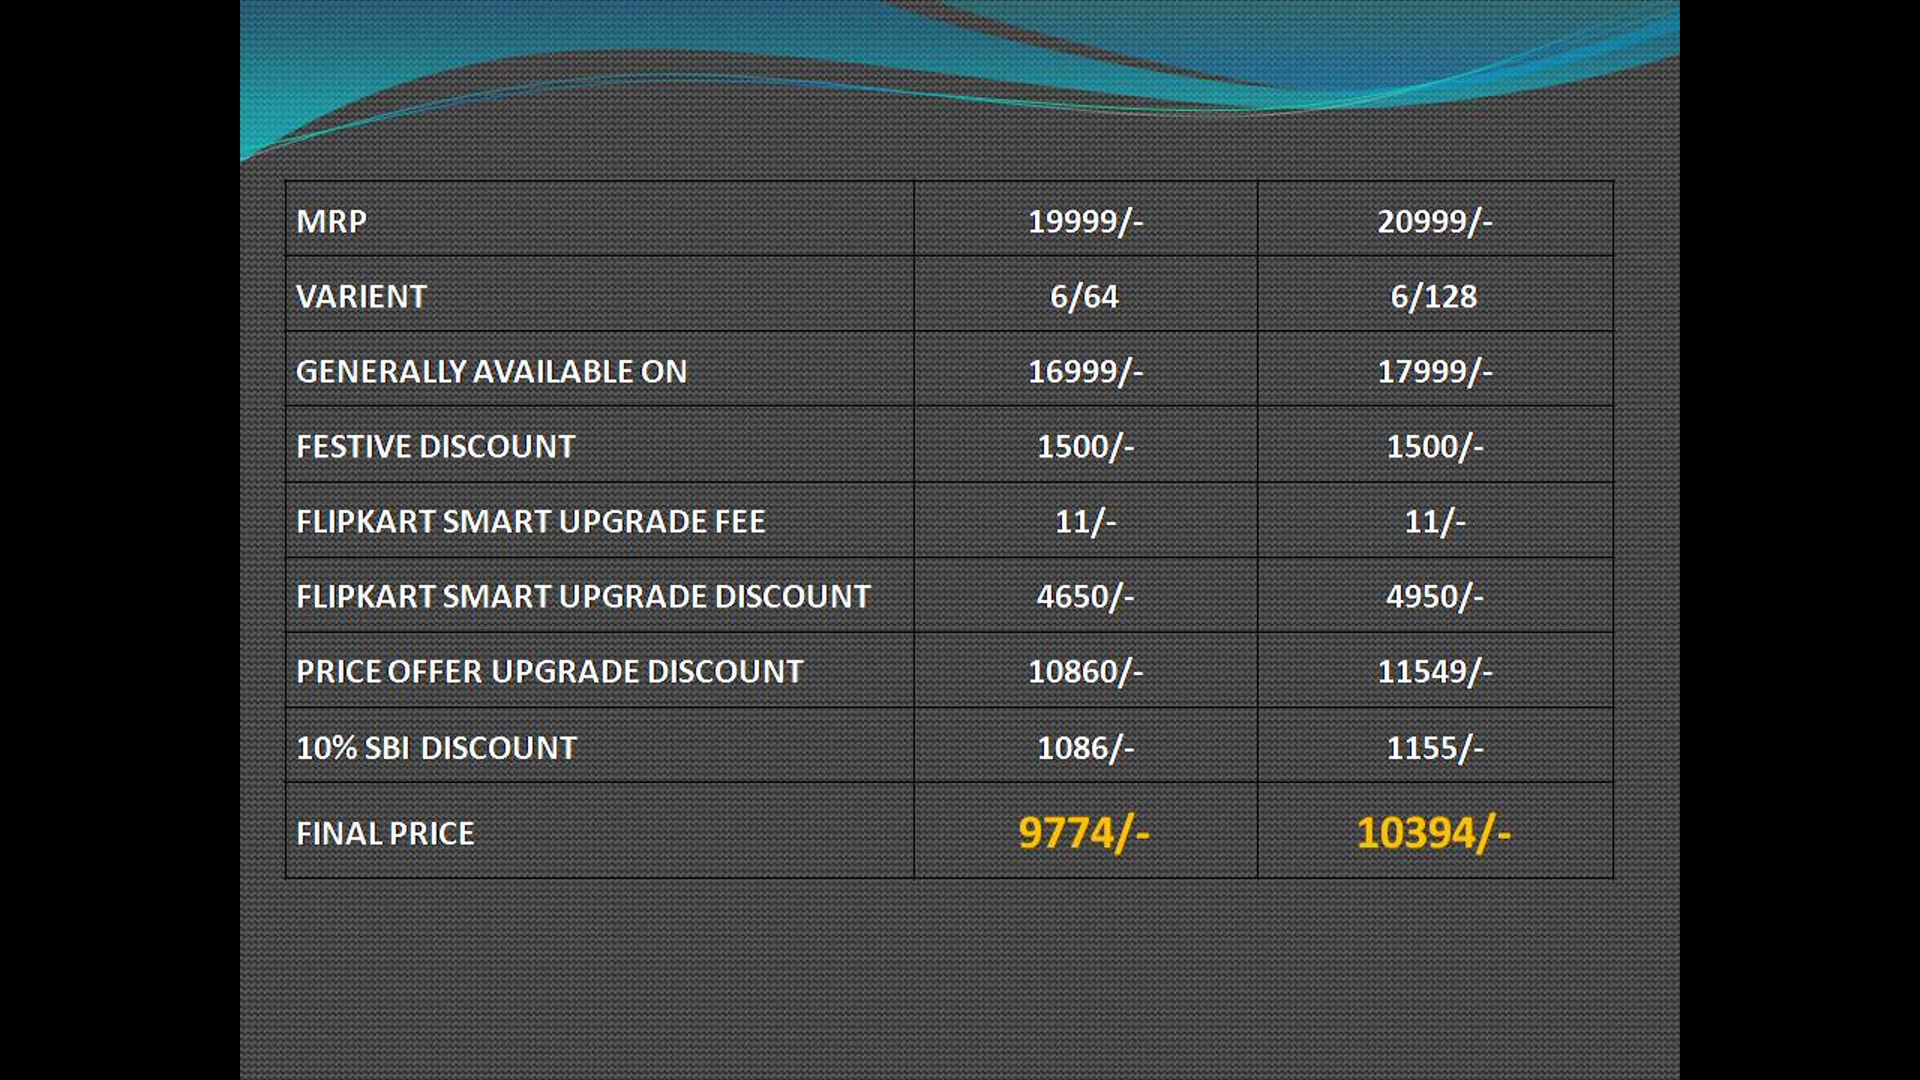 MRP 19999/- 20999/-
VARIENT 6/64 6/128
GENERALLY AVAILABLE ON 16999/- 17999/-
FESTIVE DISCOUNT 1500/- 1500/-
FLIPKART SMART UPGRADE FEE 11/- 11/-
FLIPKART SMART UPGRADE DISCOUNT 4650/- 4950/-
PRICE OFFER UPGRADE DISCOUNT 10860/- 11549/-
10% SBI DISCOUNT 1086/- 1155/-
FINAL PRICE 9774/- 10394/-